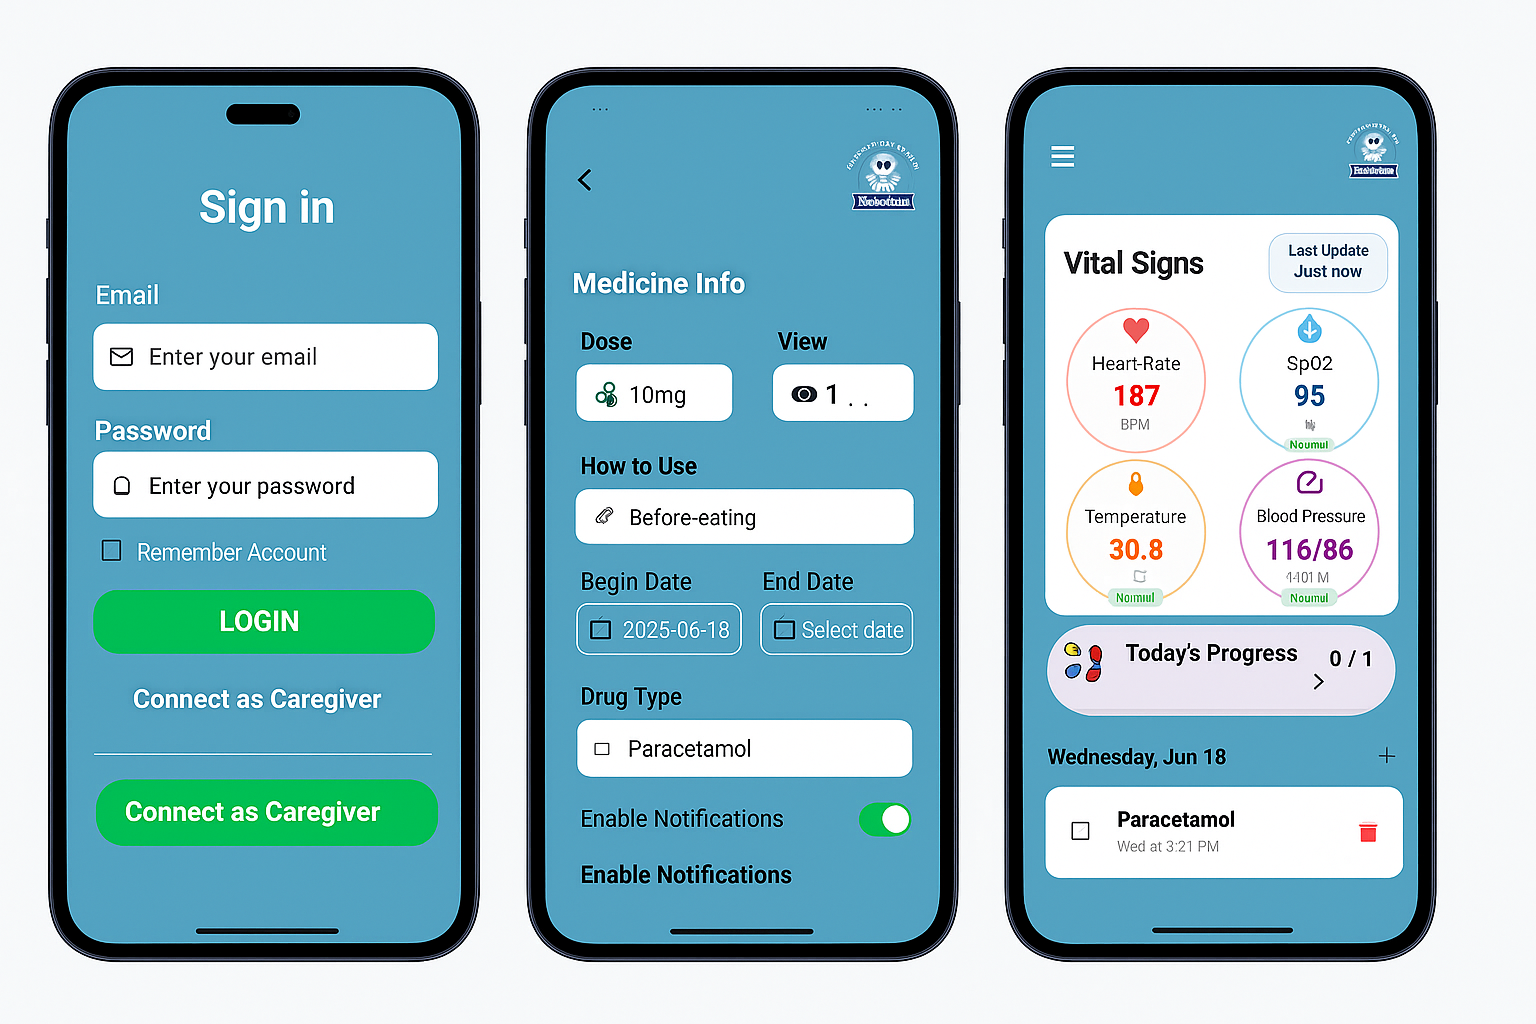 Sign in
Email
Enter your email
Password
Enter your password
Remember Account
LOGIN
Connect as Caregiver
Connect as Caregiver
Medicine Info
Dose
View
10mg
1 . .
How to Use
Before-eating
Begin Date
End Date
2025-06-18
Select date
Drug Type
Paracetamol
Enable Notifications
Enable Notifications
Vital Signs
Last Update
Just now
Heart-Rate
187
BPM
SpO2
95
Noumul
Temperature
30.8
Normul
Blood Pressure
116/86
Noumul
Today's Progress
0 / 1
Wednesday, Jun 18
Paracetamol
Wed at 3:21 PM